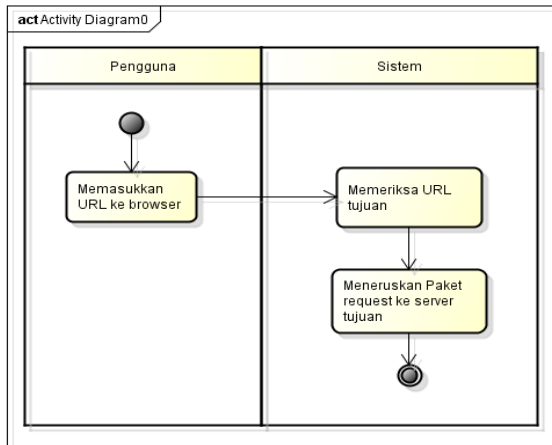 act Activity Diagram0
Pengguna
Sistem
Memasukkan
URL ke browser
Memeriksa URL
tujuan
Meneruskan Paket
request ke server
tujuan